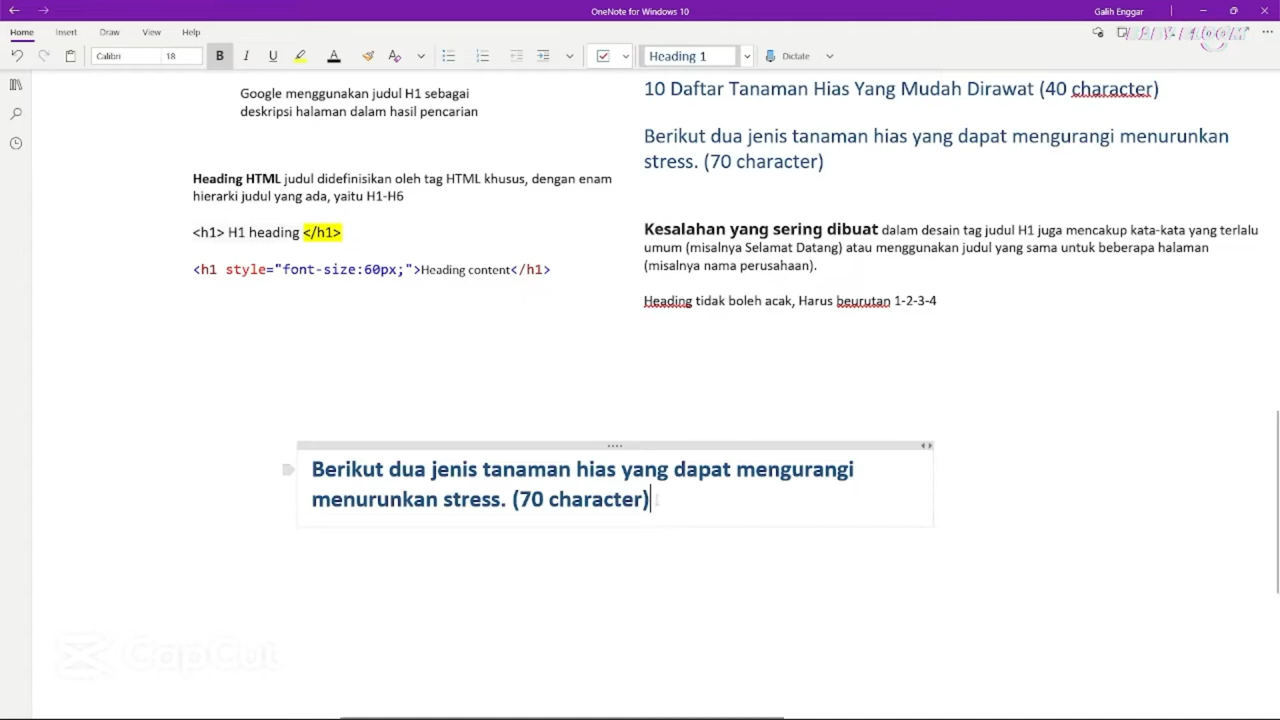 OneNote for Windows 10
Galih Enggar
Home Insert Draw View Help
Calibri 18 B I U A Heading 1 Dictate
Google menggunakan judul H1 sebagai
deskripsi halaman dalam hasil pencarian
Heading HTML judul didefinisikan oleh tag HTML khusus, dengan enam
hierarki judul yang ada, yaitu H1-H6
<h1> H1 heading </h1>
<h1 style="font-size:60px;">Heading content</h1>
10 Daftar Tanaman Hias Yang Mudah Dirawat (40 character)
Berikut dua jenis tanaman hias yang dapat mengurangi menurunkan
stress. (70 character)
Kesalahan yang sering dibuat dalam desain tag judul H1 juga mencakup kata-kata yang terlalu
umum (misalnya Selamat Datang) atau menggunakan judul yang sama untuk beberapa halaman
(misalnya nama perusahaan).
Heading tidak boleh acak, Harus beurutan 1-2-3-4
Berikut dua jenis tanaman hias yang dapat mengurangi
menurunkan stress. (70 character)
CapCut